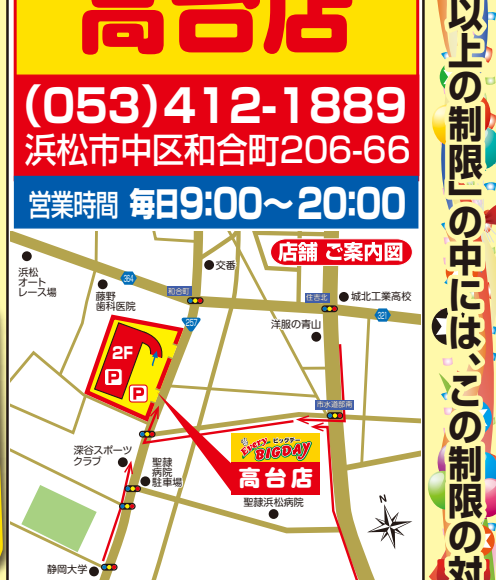 高台店
(053)412-1889
浜松市中区和合町206-66
営業時間 毎日9:00〜20:00
店舗 ご案内図
浜松
オート
レース場
364
藤野
歯科医院
和合町
交番
257
住吉北
城北工業高校
321
洋服の青山
2F
P
P
市水道部南
深谷スポーツ
クラブ
聖隷
病院
駐車場
Every ビッグデー
BIGDAY
高台店
聖隷浜松病院
N
静岡大学
以上の制限」の中には、この制限の対